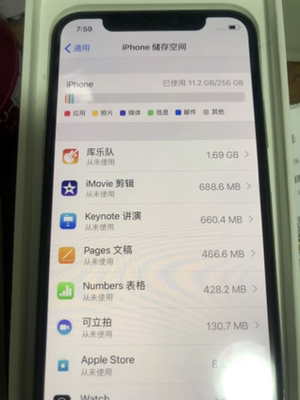 7:59
通用
iPhone 储存空间
iPhone
已使用 11.2 GB/256 GB
应用 照片 媒体 信息 邮件 其他
库乐队
从未使用
1.69 GB
iMovie 剪辑
从未使用
688.6 MB
Keynote 讲演
从未使用
660.4 MB
Pages 文稿
从未使用
466.6 MB
Numbers 表格
从未使用
428.2 MB
可立拍
从未使用
130.7 MB
Apple Store
从未使用
Watch